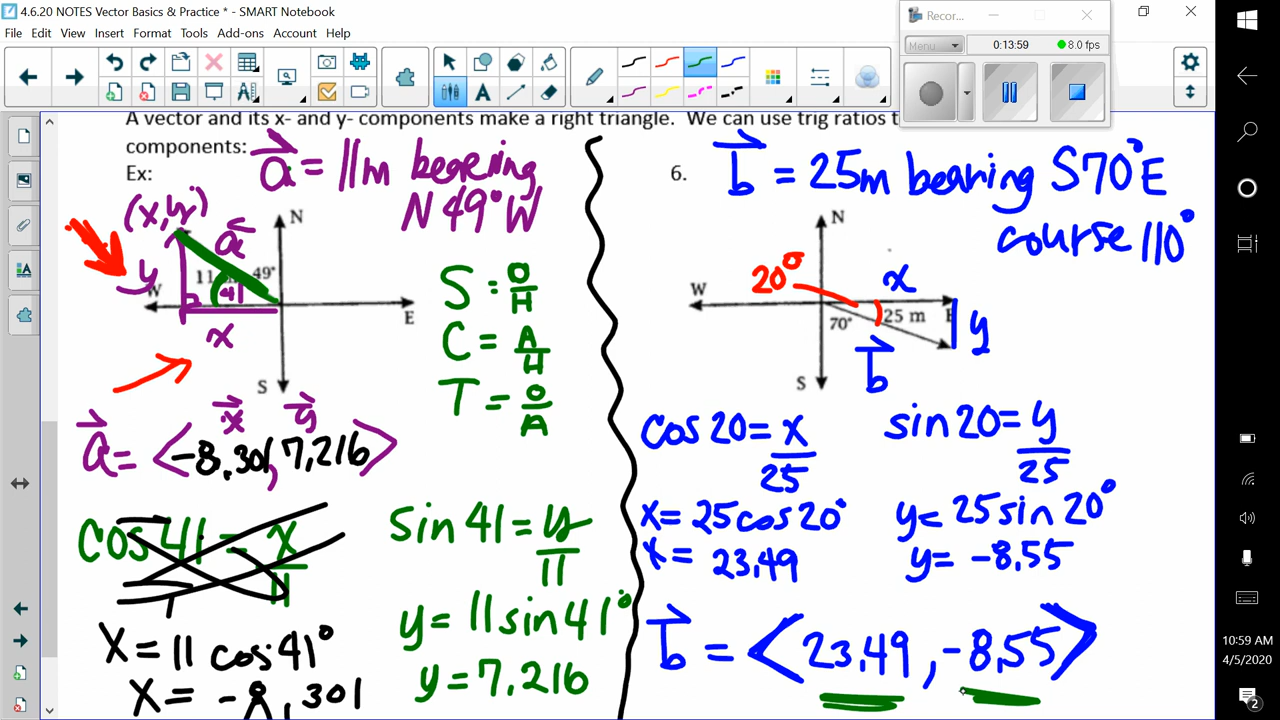 4.6.20 NOTES Vector Basics & Practice * - SMART Notebook
File Edit View Insert Format Tools Add-ons Account Help
Recor...
Menu
0:13:59
8.0 fps
A vector and its x- and y- components make a right triangle. We can use trig ratios t
components:
Ex:
a = 11m bearing
N 49° W
(x, y)
a
N
y
11
49°
41
W
E
x
S
S = O/H
C = A/H
T = O/A
x y
a = <-8.301, 7.216>
cos 41 = x/11
x = 11 cos 41°
x = -8.301
sin 41 = y/11
y = 11 sin 41°
y = 7.216
6.
b = 25m bearing S70°E
course 110°
N
20°
x
W
E
70°
25 m
y
b
S
cos 20 = x/25
x = 25 cos 20°
x = 23.49
sin 20 = y/25
y = 25 sin 20°
y = -8.55
b = <23.49, -8.55>
10:59 AM
4/5/2020
2